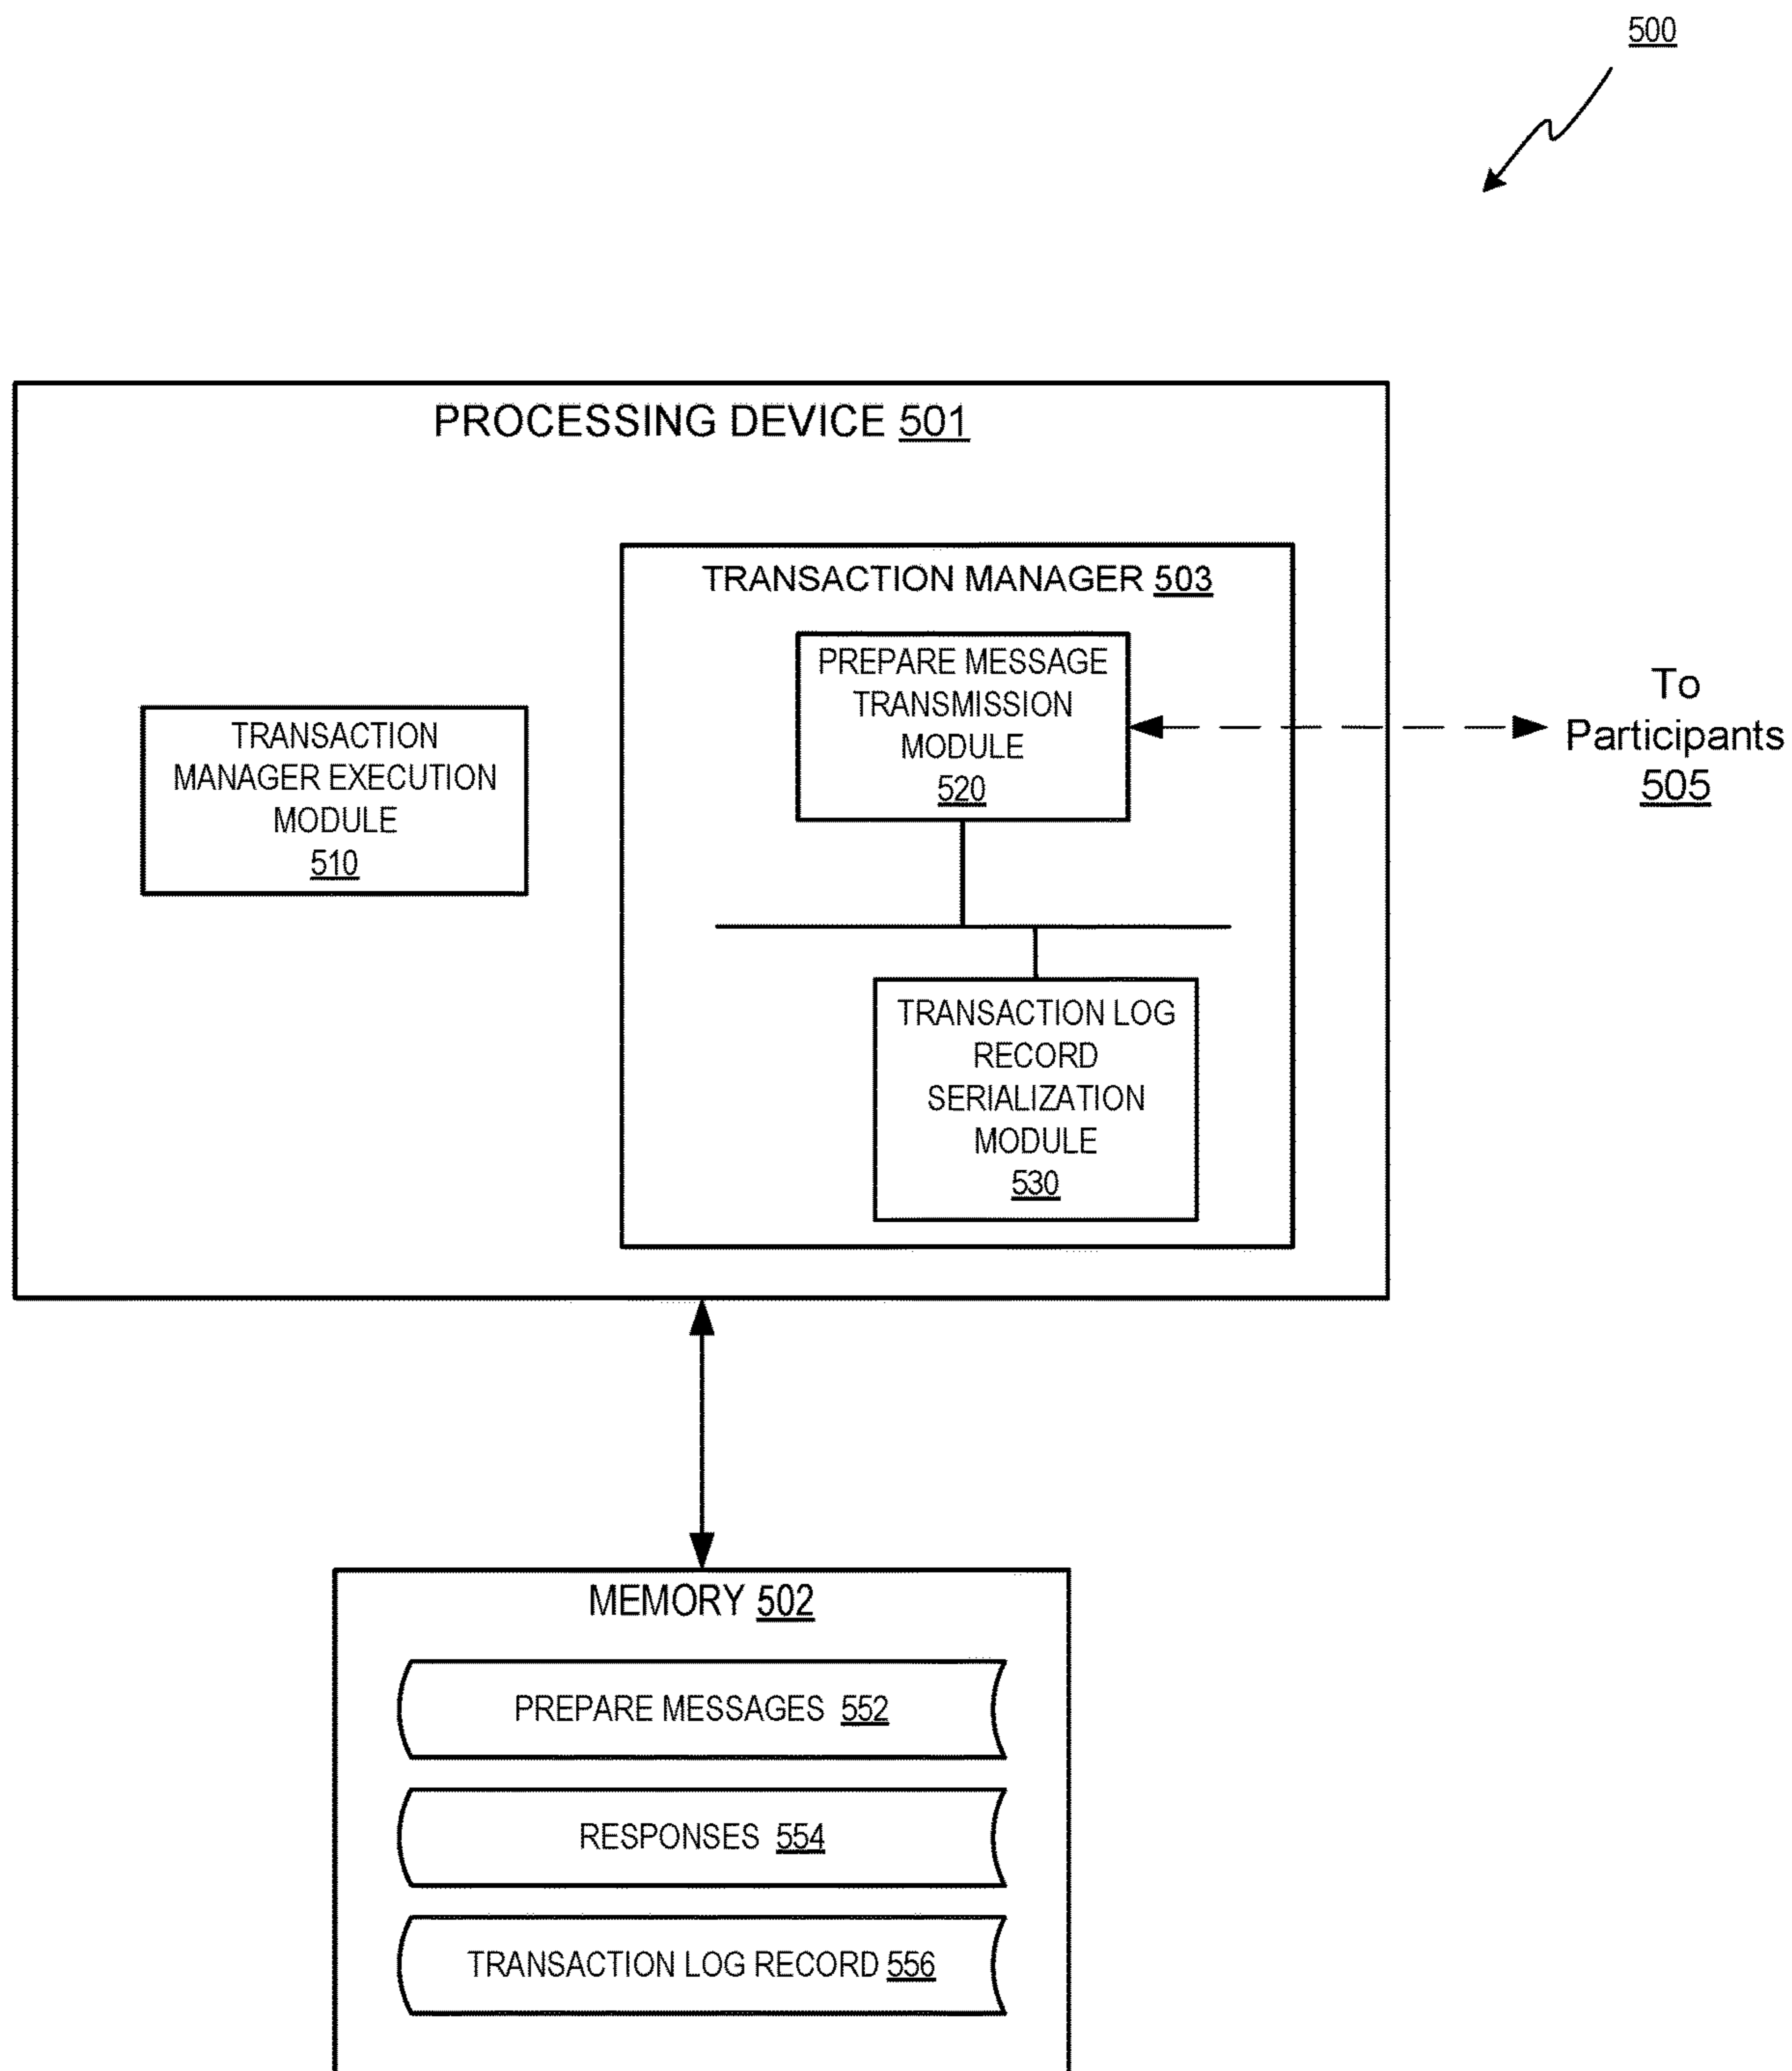 500
PROCESSING DEVICE 501
TRANSACTION MANAGER 503
PREPARE MESSAGE
TRANSMISSION
MODULE
520
To
Participants
505
TRANSACTION
MANAGER EXECUTION
MODULE
510
TRANSACTION LOG
RECORD
SERIALIZATION
MODULE
530
MEMORY 502
PREPARE MESSAGES 552
RESPONSES 554
TRANSACTION LOG RECORD 556